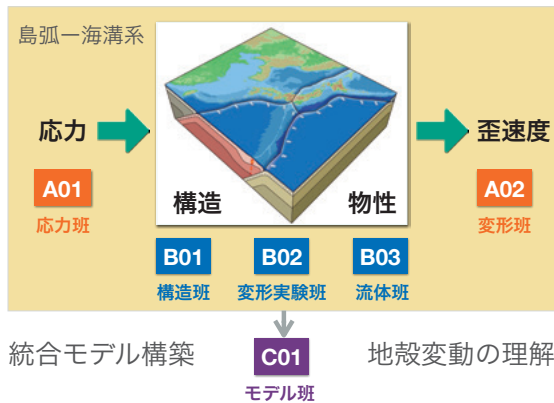 島弧ー海溝系
応力
歪速度
A01
応力班
構造
物性
A02
変形班
B01
B02
B03
構造班
変形実験班
流体班
統合モデル構築
C01
地殻変動の理解
モデル班